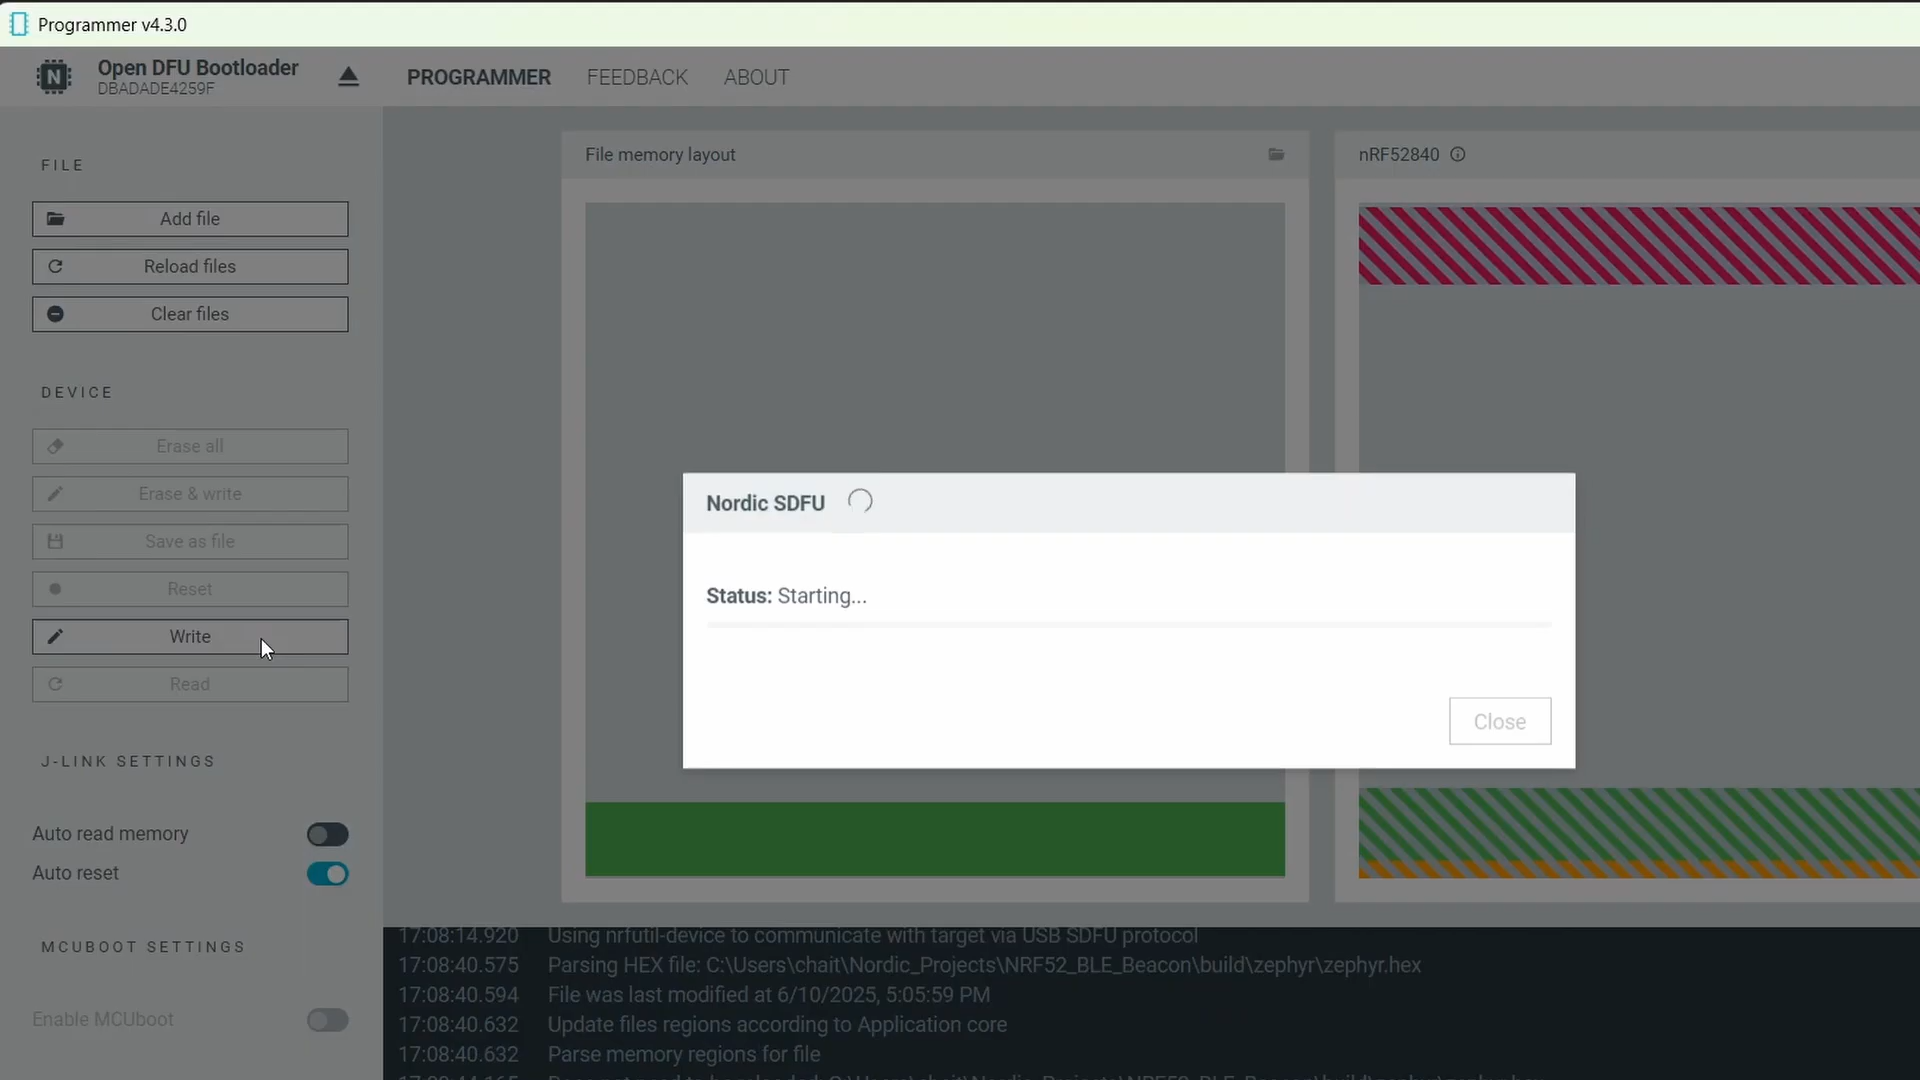 Programmer v4.3.0
Open DFU Bootloader
DBADADE4259F
PROGRAMMER
FEEDBACK
ABOUT
FILE
Add file
Reload files
Clear files
DEVICE
Erase all
Erase & write
Save as file
Reset
Write
Read
J-LINK SETTINGS
Auto read memory
Auto reset
MCUBOOT SETTINGS
Enable MCUboot
File memory layout
nRF52840
Nordic SDFU
Status: Starting...
Close
17:08:14.920 Using nrfutil-device to communicate with target via USB SDFU protocol
17:08:40.575 Parsing HEX file: C:\Users\chait\Nordic_Projects\NRF52_BLE_Beacon\build\zephyr\zephyr.hex
17:08:40.594 File was last modified at 6/10/2025, 5:05:59 PM
17:08:40.632 Update files regions according to Application core
17:08:40.632 Parse memory regions for file